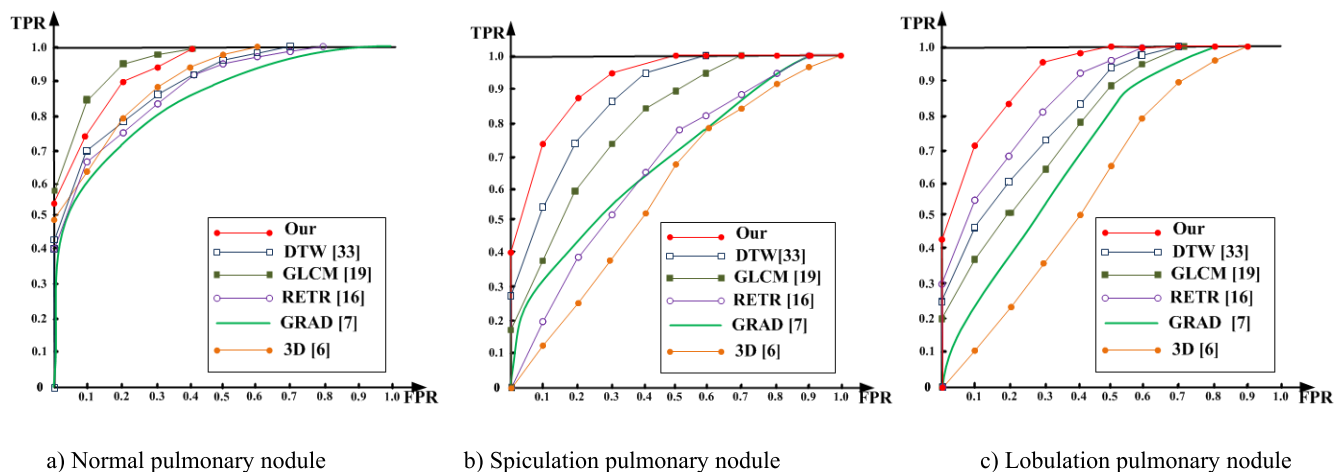 TPR
1.0
0.9
0.8
0.7
0.6
0.5
0.4
0.3
0.2
0.1
0
0.1 0.2 0.3 0.4 0.5 0.6 0.7 0.8 0.9 1.0
FPR
Our
DTW [33]
GLCM [19]
RETR [16]
GRAD [7]
3D [6]
a) Normal pulmonary nodule
TPR
1.0
0.9
0.8
0.7
0.6
0.5
0.4
0.3
0.2
0.1
0
0.1 0.2 0.3 0.4 0.5 0.6 0.7 0.8 0.9 1.0
FPR
Our
DTW[33]
GLCM [19]
RETR [16]
GRAD [7]
3D [6]
b) Spiculation pulmonary nodule
TPR
1.0
0.9
0.8
0.7
0.6
0.5
0.4
0.3
0.2
0.1
0
0.1 0.2 0.3 0.4 0.5 0.6 0.7 0.8 0.9 1.0
FPR
Our
DTW [33]
GLCM [19]
RETR [16]
GRAD [7]
3D [6]
c) Lobulation pulmonary nodule